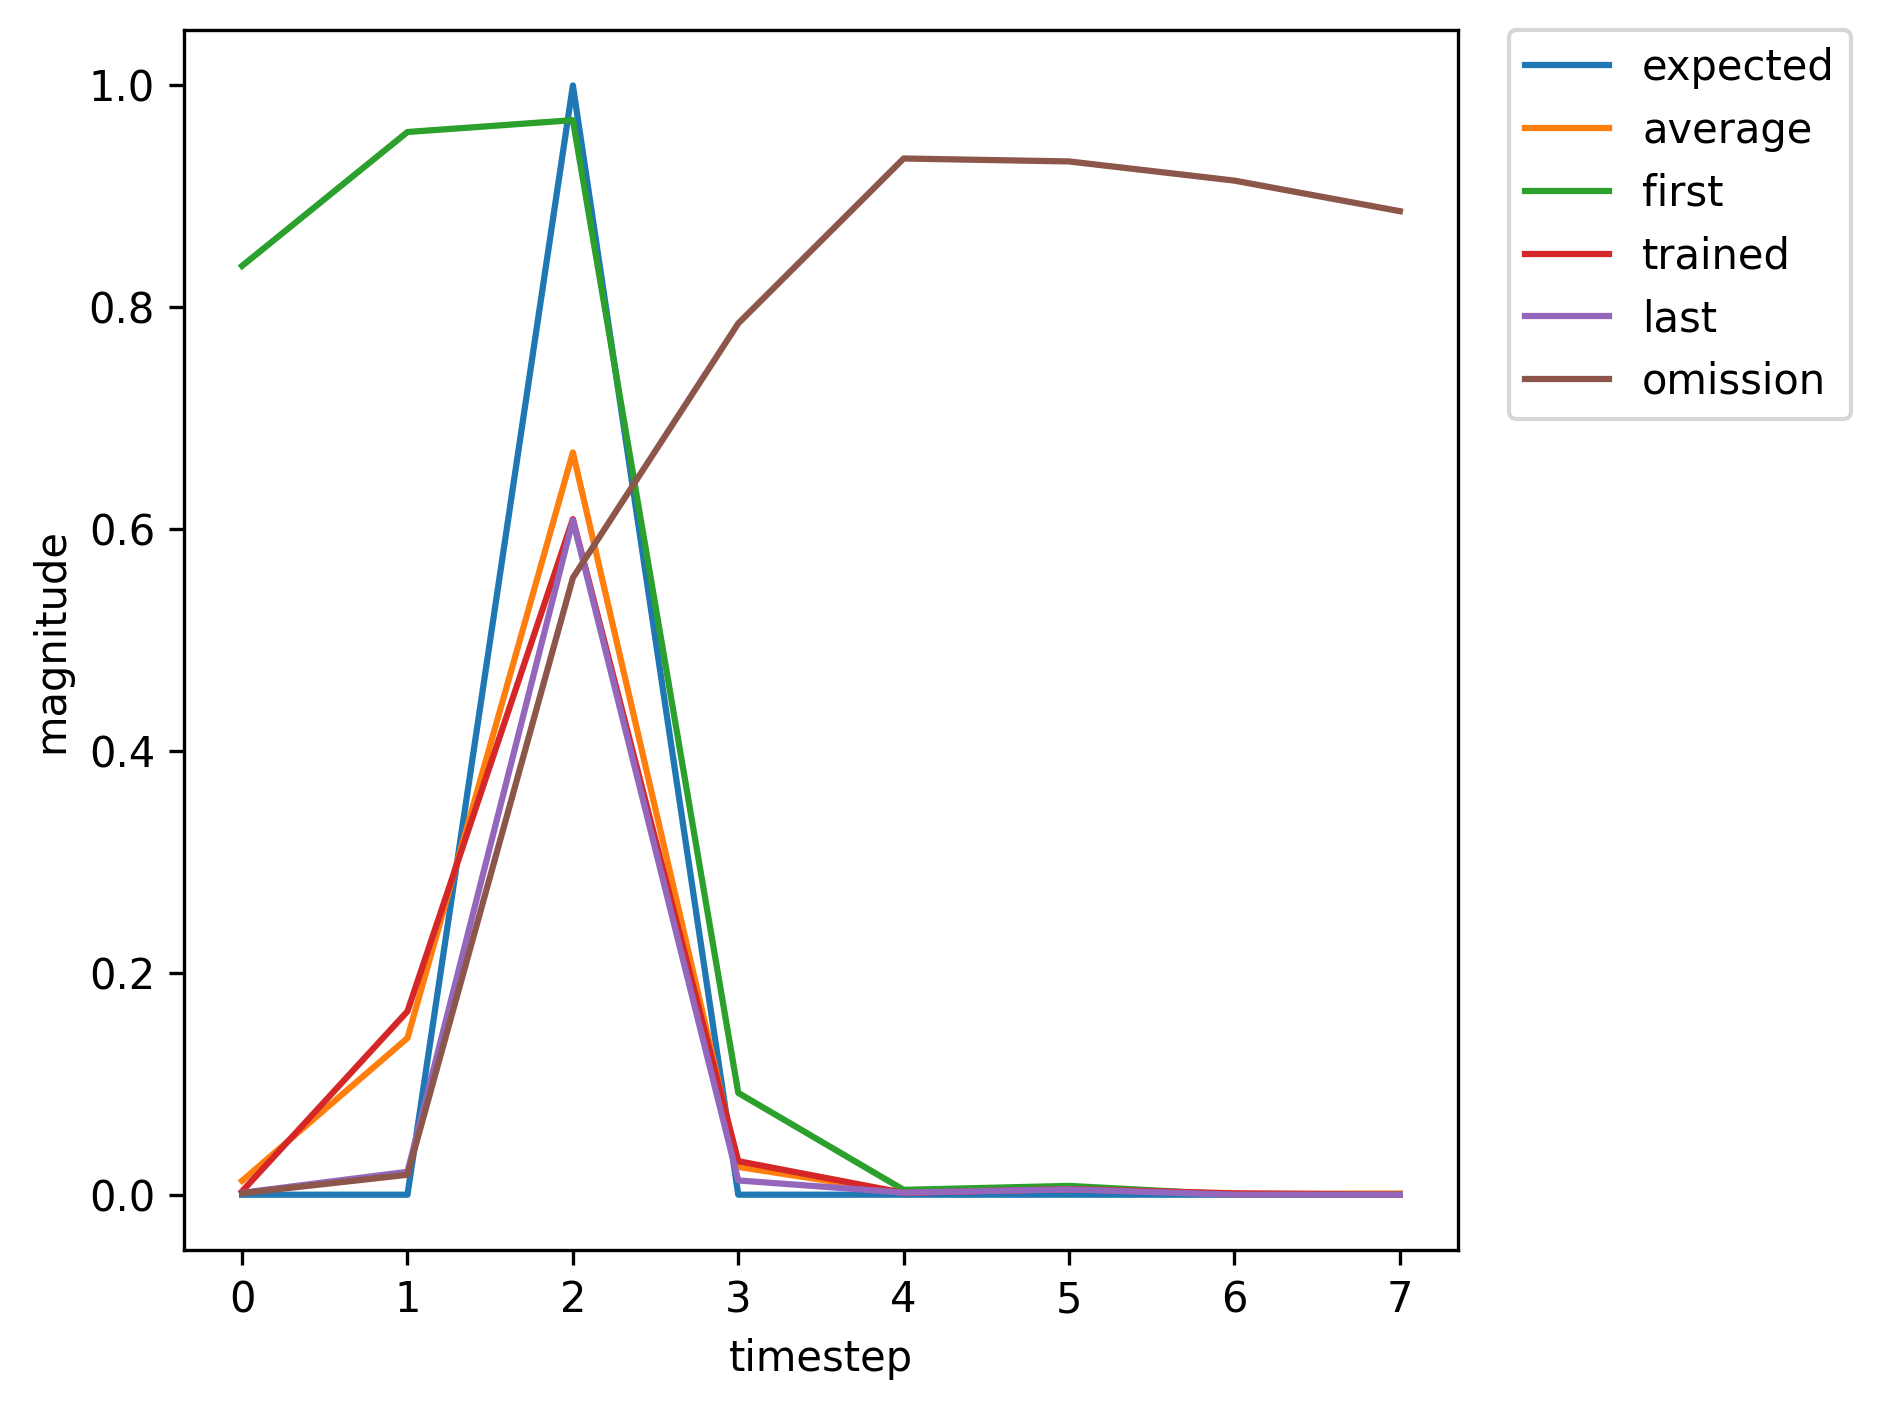 1.0
0.8
0.6
0.4
0.2
0.0
magnitude
0 1 2 3 4 5 6 7
timestep
expected
average
first
trained
last
omission